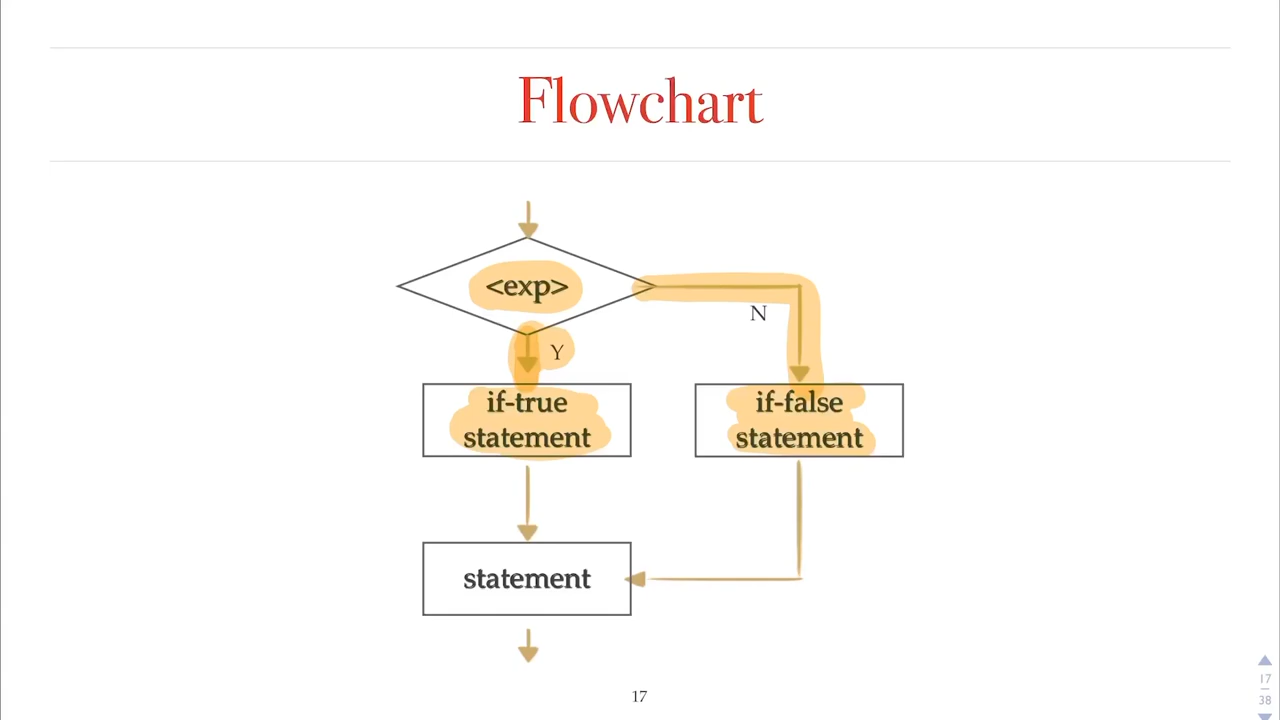 Flowchart
<exp>
N
Y
if-true
statement
if-false
statement
statement
17
17
38